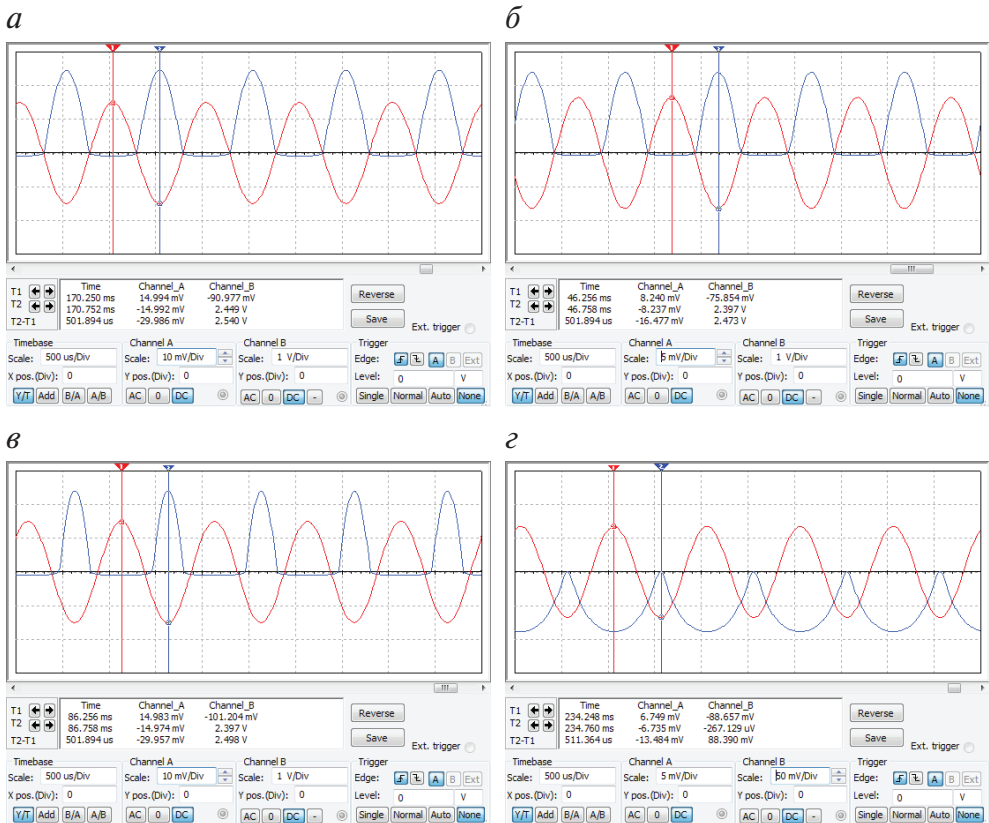 а
1 2
Time Channel_A Channel_B
T1 170.250 ms 14.994 mV -90.977 mV
T2 170.752 ms -14.992 mV 2.449 V
T2-T1 501.894 us -29.986 mV 2.540 V
Reverse
Save
Ext. trigger
Timebase Channel A Channel B Trigger
Scale: 500 us/Div Scale: 10 mV/Div Scale: 1 V/Div Edge: A B Ext
X pos.(Div): 0 Y pos.(Div): 0 Y pos.(Div): 0 Level: 0 V
Y/T Add B/A A/B AC 0 DC AC 0 DC - Single Normal Auto None
б
1 2
Time Channel_A Channel_B
T1 46.256 ms 8.240 mV -75.854 mV
T2 46.758 ms -8.237 mV 2.397 V
T2-T1 501.894 us -16.477 mV 2.473 V
Reverse
Save
Ext. trigger
Timebase Channel A Channel B Trigger
Scale: 500 us/Div Scale: 5 mV/Div Scale: 1 V/Div Edge: A B Ext
X pos.(Div): 0 Y pos.(Div): 0 Y pos.(Div): 0 Level: 0 V
Y/T Add B/A A/B AC 0 DC AC 0 DC - Single Normal Auto None
в
1 2
Time Channel_A Channel_B
T1 86.256 ms 14.983 mV -101.204 mV
T2 86.758 ms -14.974 mV 2.397 V
T2-T1 501.894 us -29.957 mV 2.498 V
Reverse
Save
Ext. trigger
Timebase Channel A Channel B Trigger
Scale: 500 us/Div Scale: 10 mV/Div Scale: 1 V/Div Edge: A B Ext
X pos.(Div): 0 Y pos.(Div): 0 Y pos.(Div): 0 Level: 0 V
Y/T Add B/A A/B AC 0 DC AC 0 DC - Single Normal Auto None
г
1 2
Time Channel_A Channel_B
T1 234.248 ms 6.749 mV -88.657 mV
T2 234.760 ms -6.735 mV -267.129 uV
T2-T1 511.364 us -13.484 mV 88.390 mV
Reverse
Save
Ext. trigger
Timebase Channel A Channel B Trigger
Scale: 500 us/Div Scale: 5 mV/Div Scale: 50 mV/Div Edge: A B Ext
X pos.(Div): 0 Y pos.(Div): 0 Y pos.(Div): 0 Level: 0 V
Y/T Add B/A A/B AC 0 DC AC 0 DC - Single Normal Auto None